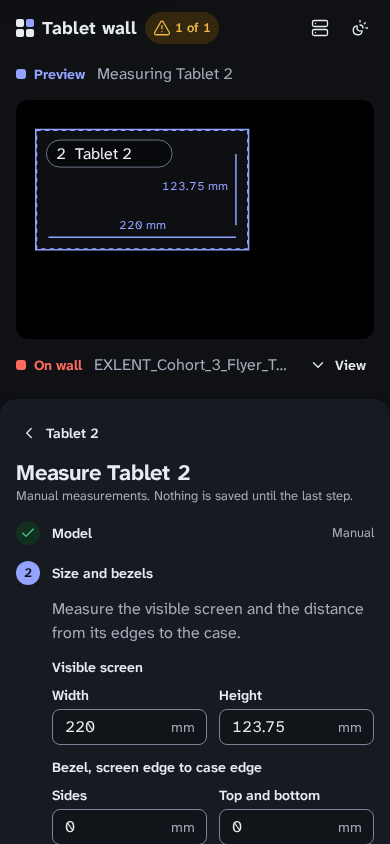 Tablet wall
1 of 1
Preview Measuring Tablet 2
2 Tablet 2
123.75 mm
220 mm
On wall EXLENT_Cohort_3_Flyer_T... View
Tablet 2
Measure Tablet 2
Manual measurements. Nothing is saved until the last step.
Model Manual
2 Size and bezels
Measure the visible screen and the distance
from its edges to the case.
Visible screen
Width Height
220 mm 123.75 mm
Bezel, screen edge to case edge
Sides Top and bottom
0 mm 0 mm